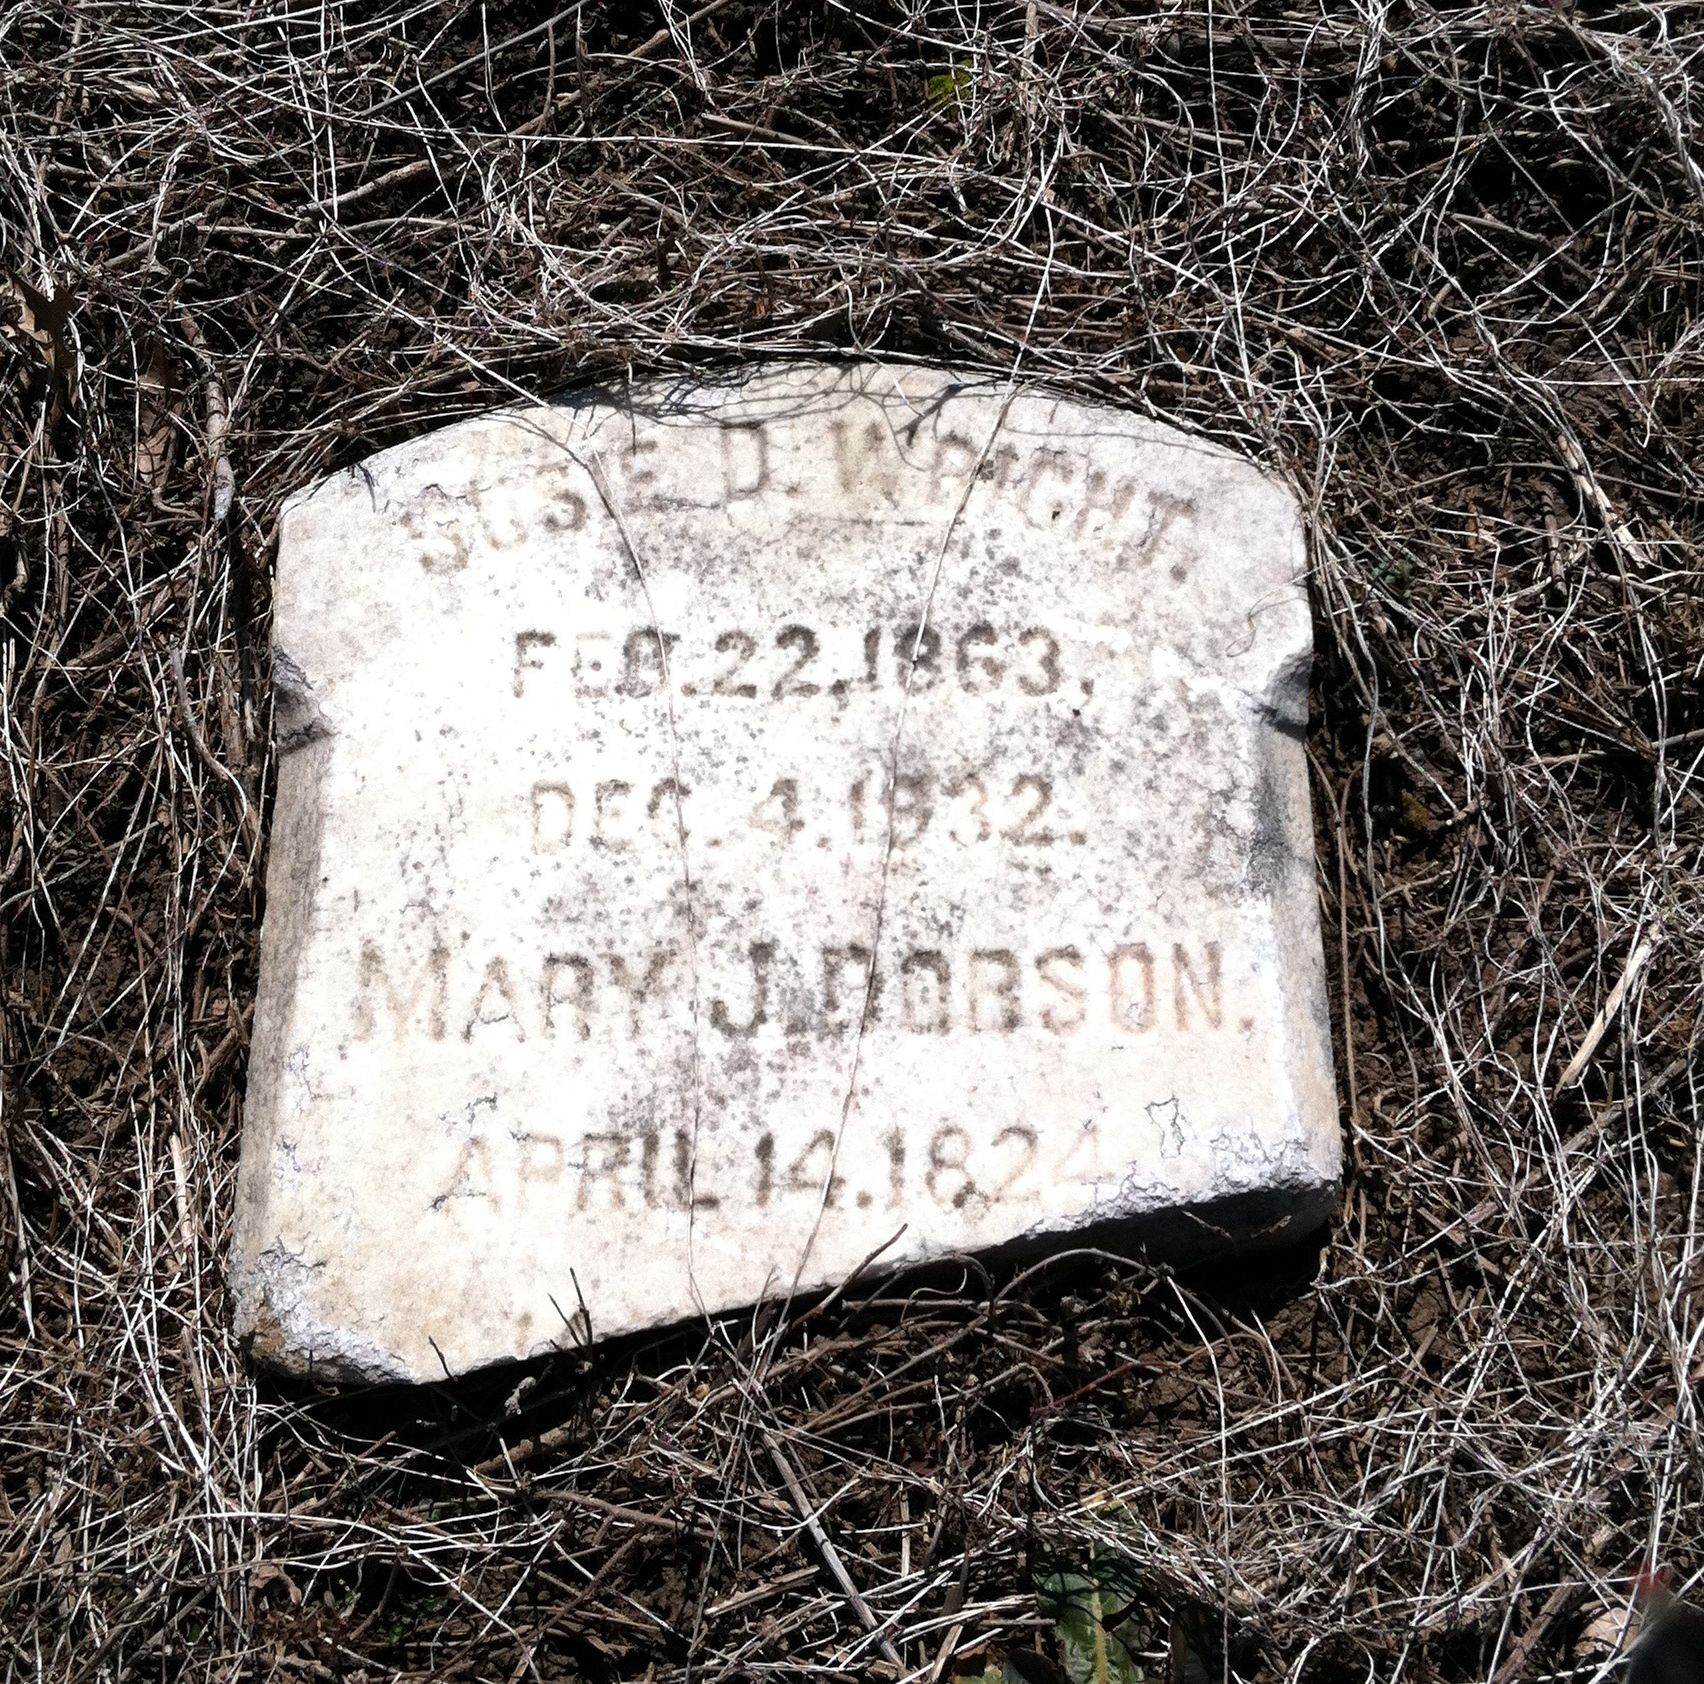 SUSIE D. WRIGHT.
FEB. 22, 1863,
DEC. 4, 1932.
MARY J. DOBSON.
APRIL 14, 1824